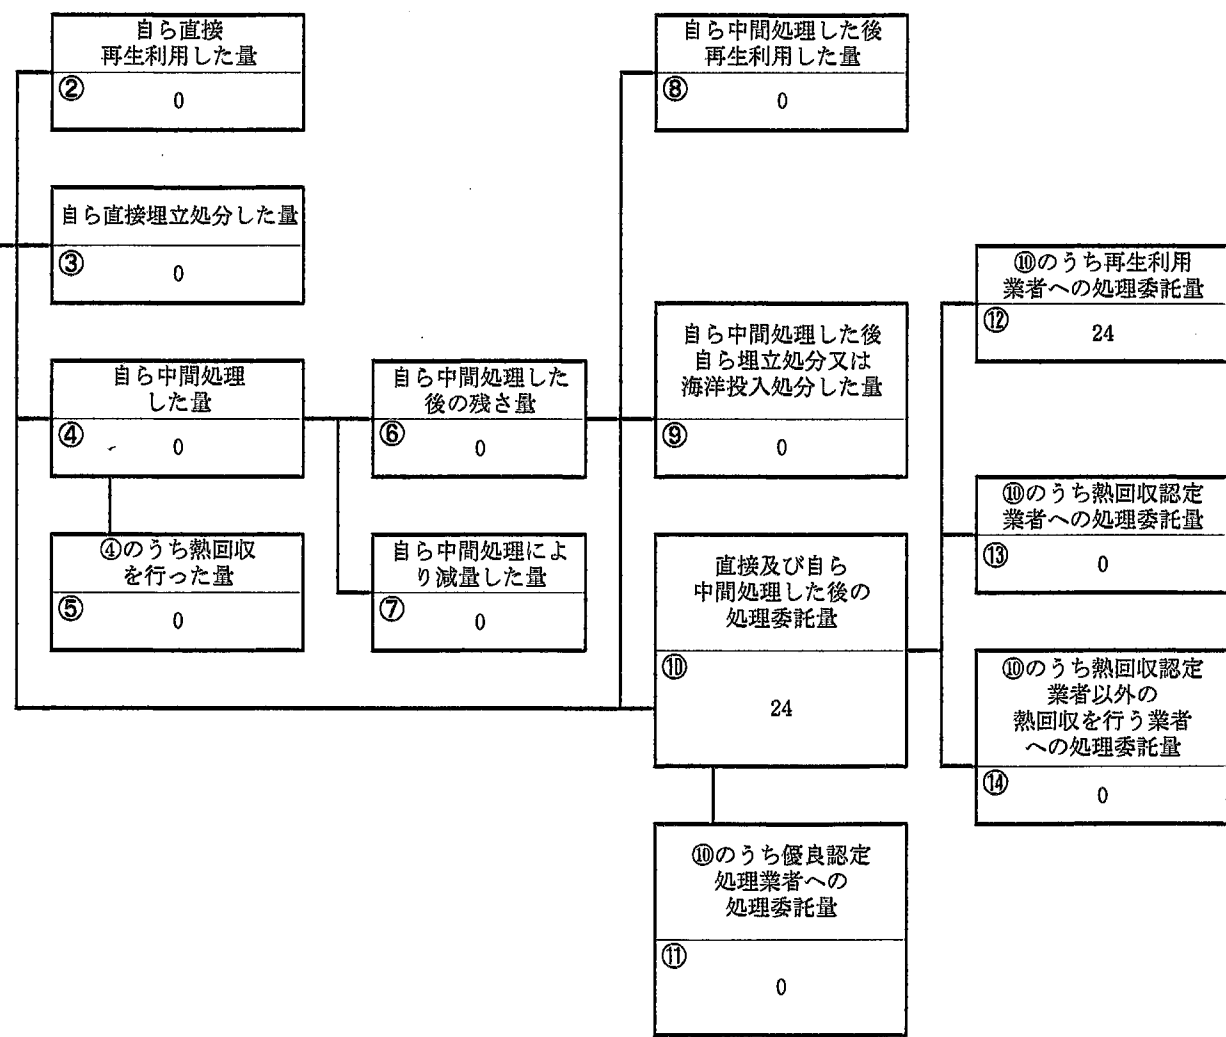 自ら直接
再生利用した量
②
0
自ら中間処理した後
再生利用した量
⑧
0
自ら直接埋立処分した量
③
0
⑩のうち再生利用
業者への処理委託量
⑫
24
自ら中間処理した後
自ら埋立処分又は
海洋投入処分した量
⑨
0
自ら中間処理
した量
④
0
自ら中間処理した
後の残さ量
⑥
0
⑩のうち熱回収認定
業者への処理委託量
⑬
0
④のうち熱回収
を行った量
⑤
0
自ら中間処理によ
り減量した量
⑦
0
直接及び自ら
中間処理した後の
処理委託量
⑩
24
⑩のうち熱回収認定
業者以外の
熱回収を行う業者
への処理委託量
⑭
0
⑩のうち優良認定
処理業者への
処理委託量
⑪
0